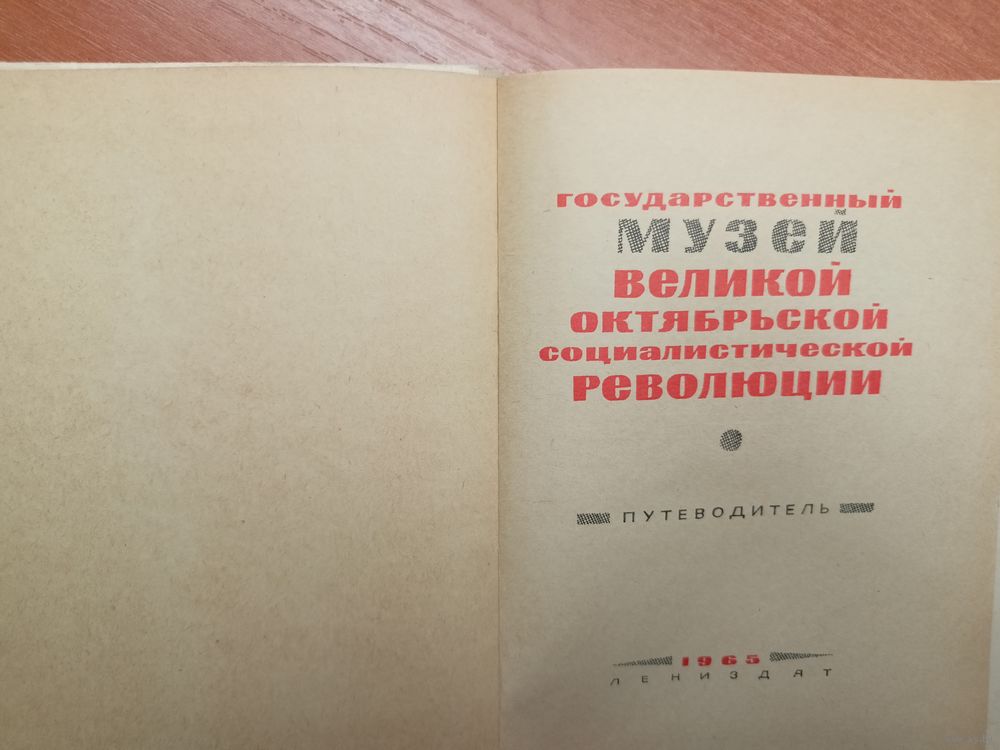 государственный
музей
великой
октябрьской
социалистической
революции
ПУТЕВОДИТЕЛЬ
1965
ЛЕНИЗДАТ